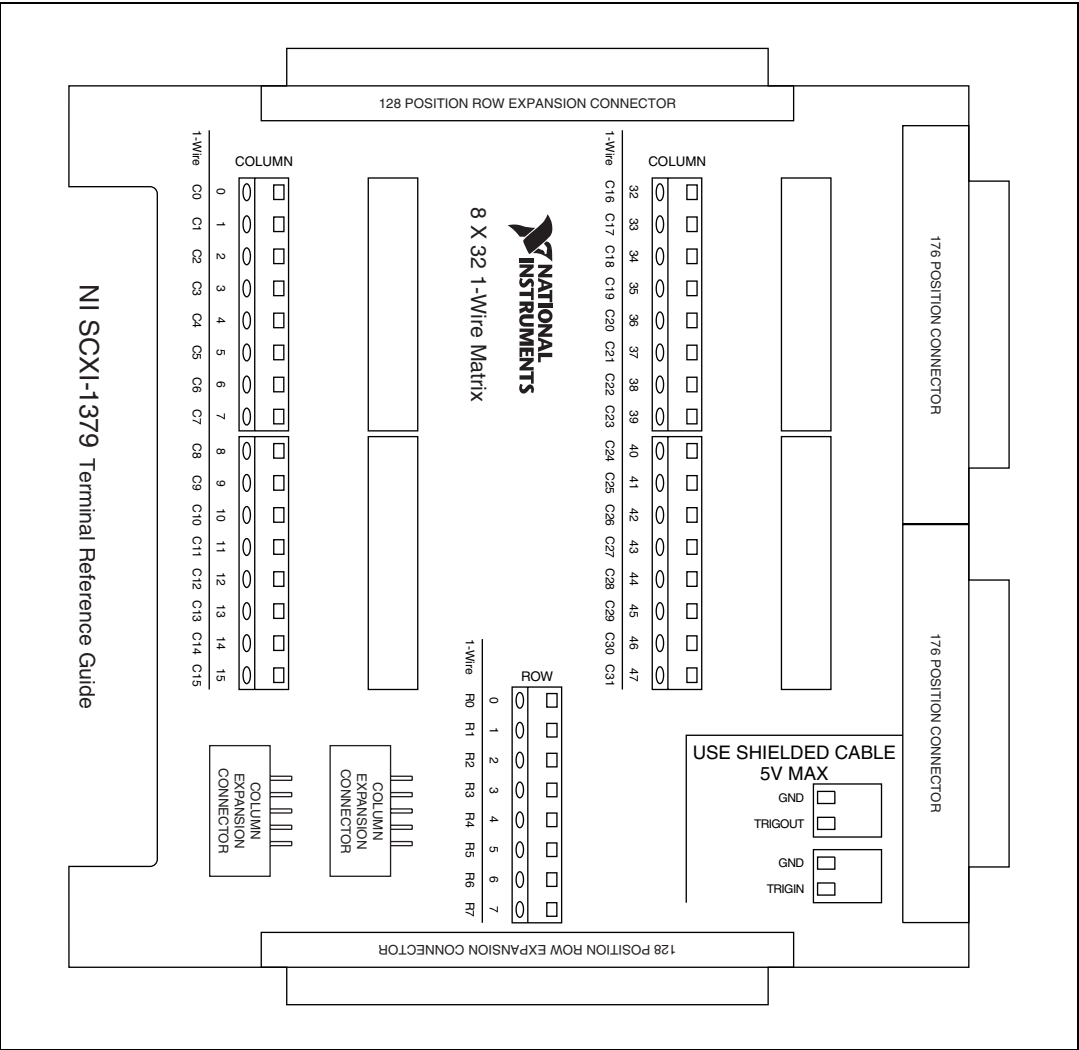 128 POSITION ROW EXPANSION CONNECTOR
NI SCXI-1379 Terminal Reference Guide
1-Wire
COLUMN
C0 0
C1 1
C2 2
C3 3
C4 4
C5 5
C6 6
C7 7
C8 8
C9 9
C10 10
C11 11
C12 12
C13 13
C14 14
C15 15
NATIONAL
INSTRUMENTS
8 X 32 1-Wire Matrix
1-Wire
COLUMN
C16 32
C17 33
C18 34
C19 35
C20 36
C21 37
C22 38
C23 39
C24 40
C25 41
C26 42
C27 43
C28 44
C29 45
C30 46
C31 47
176 POSITION CONNECTOR
176 POSITION CONNECTOR
1-Wire
ROW
R0 0
R1 1
R2 2
R3 3
R4 4
R5 5
R6 6
R7 7
COLUMN
EXPANSION
CONNECTOR
COLUMN
EXPANSION
CONNECTOR
USE SHIELDED CABLE
5V MAX
GND
TRIGOUT
GND
TRIGIN
128 POSITION ROW EXPANSION CONNECTOR